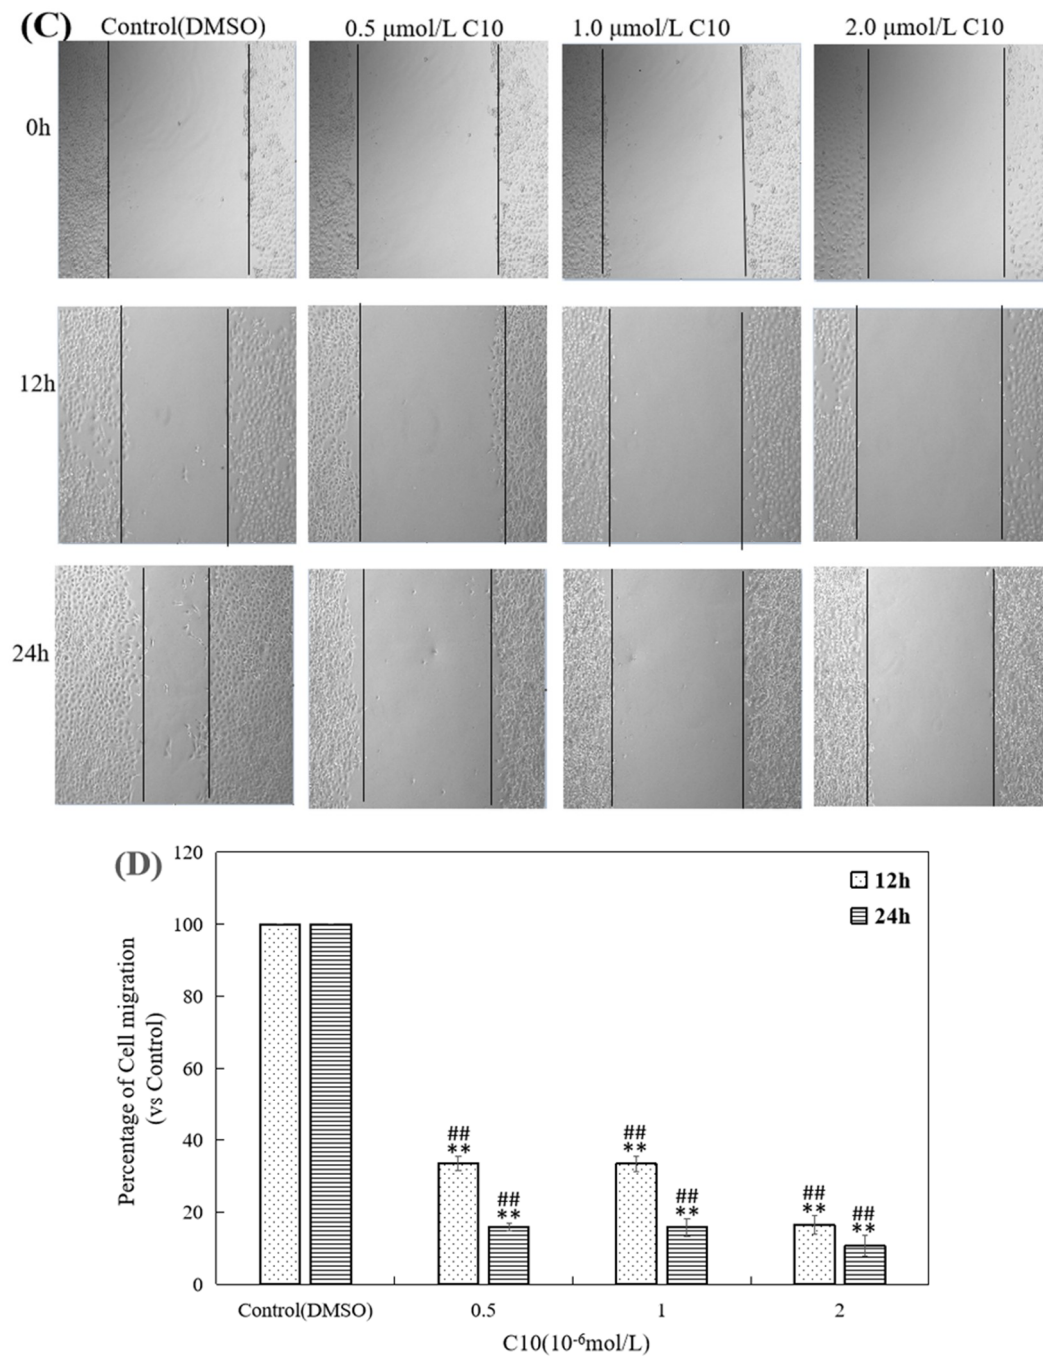 (C)
Control(DMSO) 0.5 μmol/L C10 1.0 μmol/L C10 2.0 μmol/L C10
0h
12h
24h
(D)
Percentage of Cell migration
(vs Control)
120
100
80
60
40
20
0
12h
24h
## ## ## ## ## ##
** ** ** ** ** **
Control(DMSO) 0.5 1 2
C10(10⁻⁶mol/L)